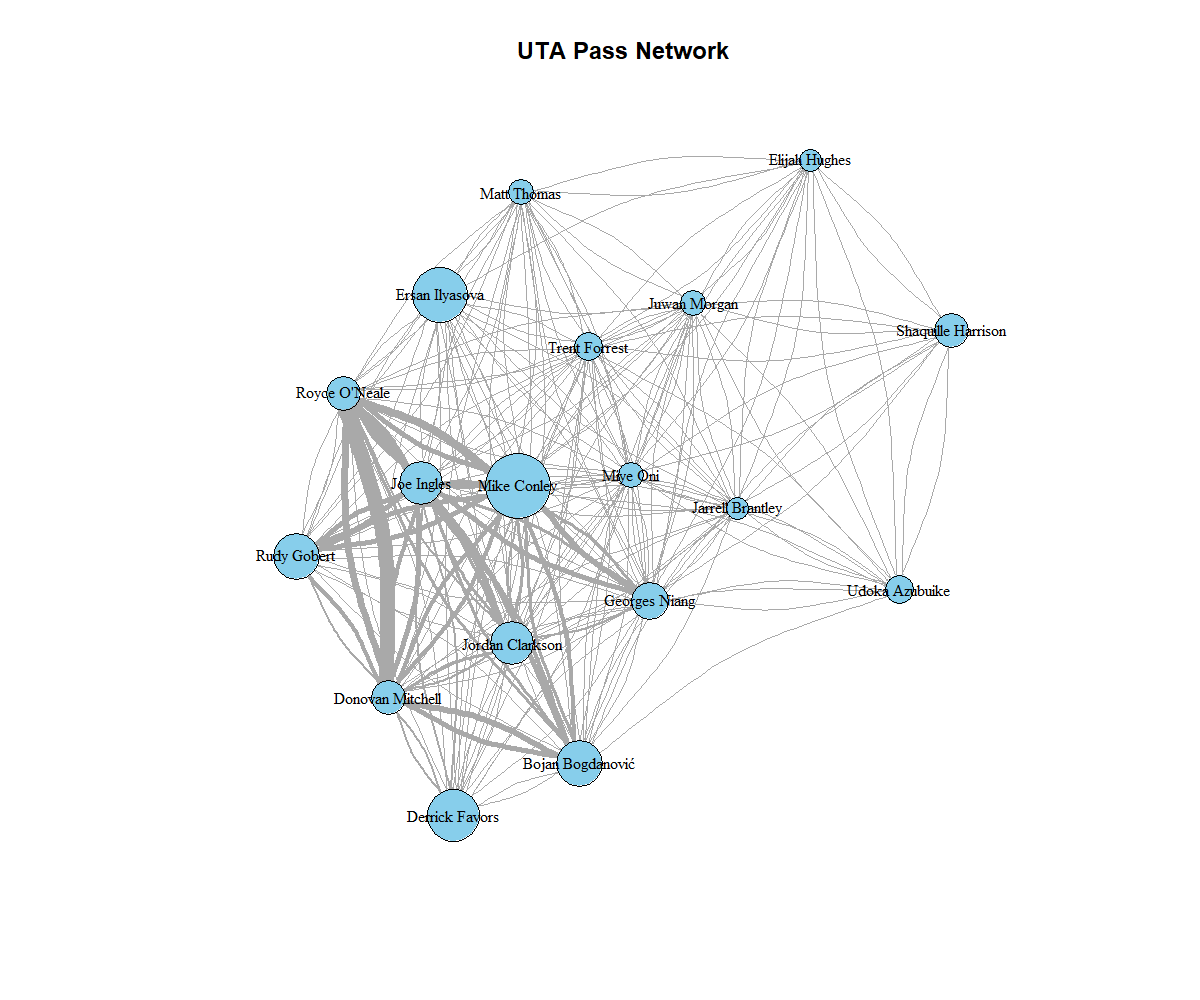 UTA Pass Network
Elijah Hughes
Matt Thomas
Ersan Ilyasova
Juwan Morgan
Shaquille Harrison
Trent Forrest
Royce O'Neale
Joe Ingles
Mike Conley
Miye Oni
Jarrell Brantley
Rudy Gobert
Udoka Azubuike
Georges Niang
Jordan Clarkson
Donovan Mitchell
Bojan Bogdanović
Derrick Favors